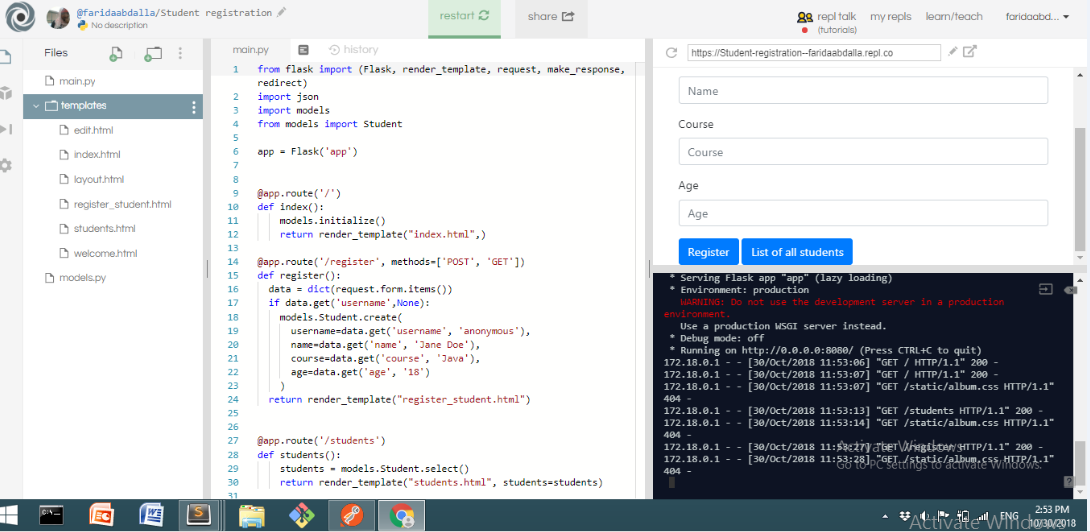 @faridaabdalla/Student registration
No description
restart
share
repl talk
(tutorials)
my repls
learn/teach
faridaabd...
Files
main.py
templates
edit.html
index.html
layout.html
register_student.html
students.html
welcome.html
models.py
main.py
history
1 from flask import (Flask, render_template, request, make_response,
redirect)
2 import json
3 import models
4 from models import Student
5
6 app = Flask('app')
7
8
9 @app.route('/')
10 def index():
11 models.initialize()
12 return render_template("index.html",)
13
14 @app.route('/register', methods=['POST', 'GET'])
15 def register():
16 data = dict(request.form.items())
17 if data.get('username',None):
18 models.Student.create(
19 username=data.get('username', 'anonymous'),
20 name=data.get('name', 'Jane Doe'),
21 course=data.get('course', 'Java'),
22 age=data.get('age', '18')
23 )
24 return render_template("register_student.html")
25
26
27 @app.route('/students')
28 def students():
29 students = models.Student.select()
30 return render_template("students.html", students=students)
31
https://Student-registration--faridaabdalla.repl.co
Name
Course
Course
Age
Age
Register
List of all students
* Serving Flask app "app" (lazy loading)
* Environment: production
WARNING: Do not use the development server in a production
environment.
Use a production WSGI server instead.
* Debug mode: off
* Running on http://0.0.0.0:8080/ (Press CTRL+C to quit)
172.18.0.1 - - [30/Oct/2018 11:53:06] "GET / HTTP/1.1" 200 -
172.18.0.1 - - [30/Oct/2018 11:53:07] "GET / HTTP/1.1" 200 -
172.18.0.1 - - [30/Oct/2018 11:53:07] "GET /static/album.css HTTP/1.1"
404 -
172.18.0.1 - - [30/Oct/2018 11:53:13] "GET /students HTTP/1.1" 200 -
172.18.0.1 - - [30/Oct/2018 11:53:14] "GET /static/album.css HTTP/1.1"
404 -
172.18.0.1 - - [30/Oct/2018 11:53:27] "GET /register HTTP/1.1" 200 -
172.18.0.1 - - [30/Oct/2018 11:53:28] "GET /static/album.css HTTP/1.1"
404 -
Activate Windows
Go to PC settings to activate Windows.
ENG
2:53 PM
10/30/2018
Activate Windows